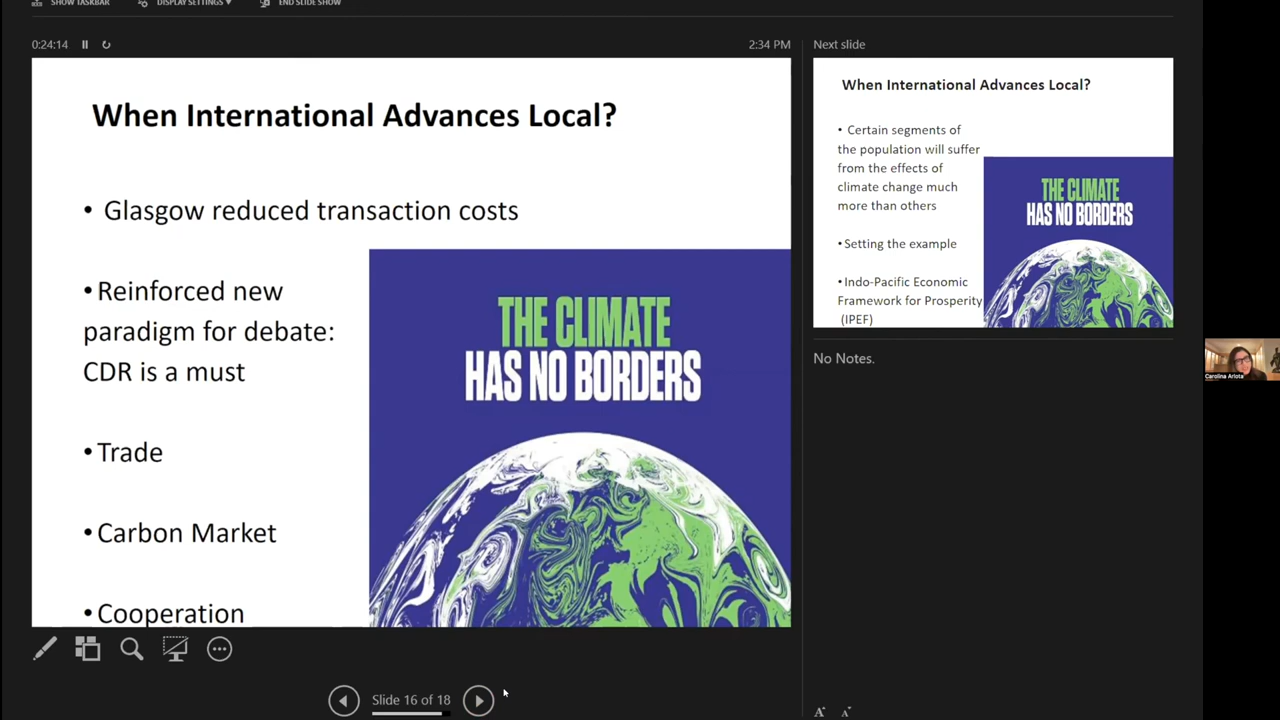 SHOW TASKBAR
DISPLAY SETTINGS ▼
END SLIDE SHOW
0:24:14
2:34 PM
When International Advances Local?
• Glasgow reduced transaction costs
•Reinforced new
paradigm for debate:
CDR is a must
•Trade
•Carbon Market
•Cooperation
THE CLIMATE
HAS NO BORDERS
Slide 16 of 18
Next slide
When International Advances Local?
• Certain segments of
the population will suffer
from the effects of
climate change much
more than others
•Setting the example
•Indo-Pacific Economic
Framework for Prosperity
(IPEF)
THE CLIMATE
HAS NO BORDERS
No Notes.
A A
Carolina Arlota